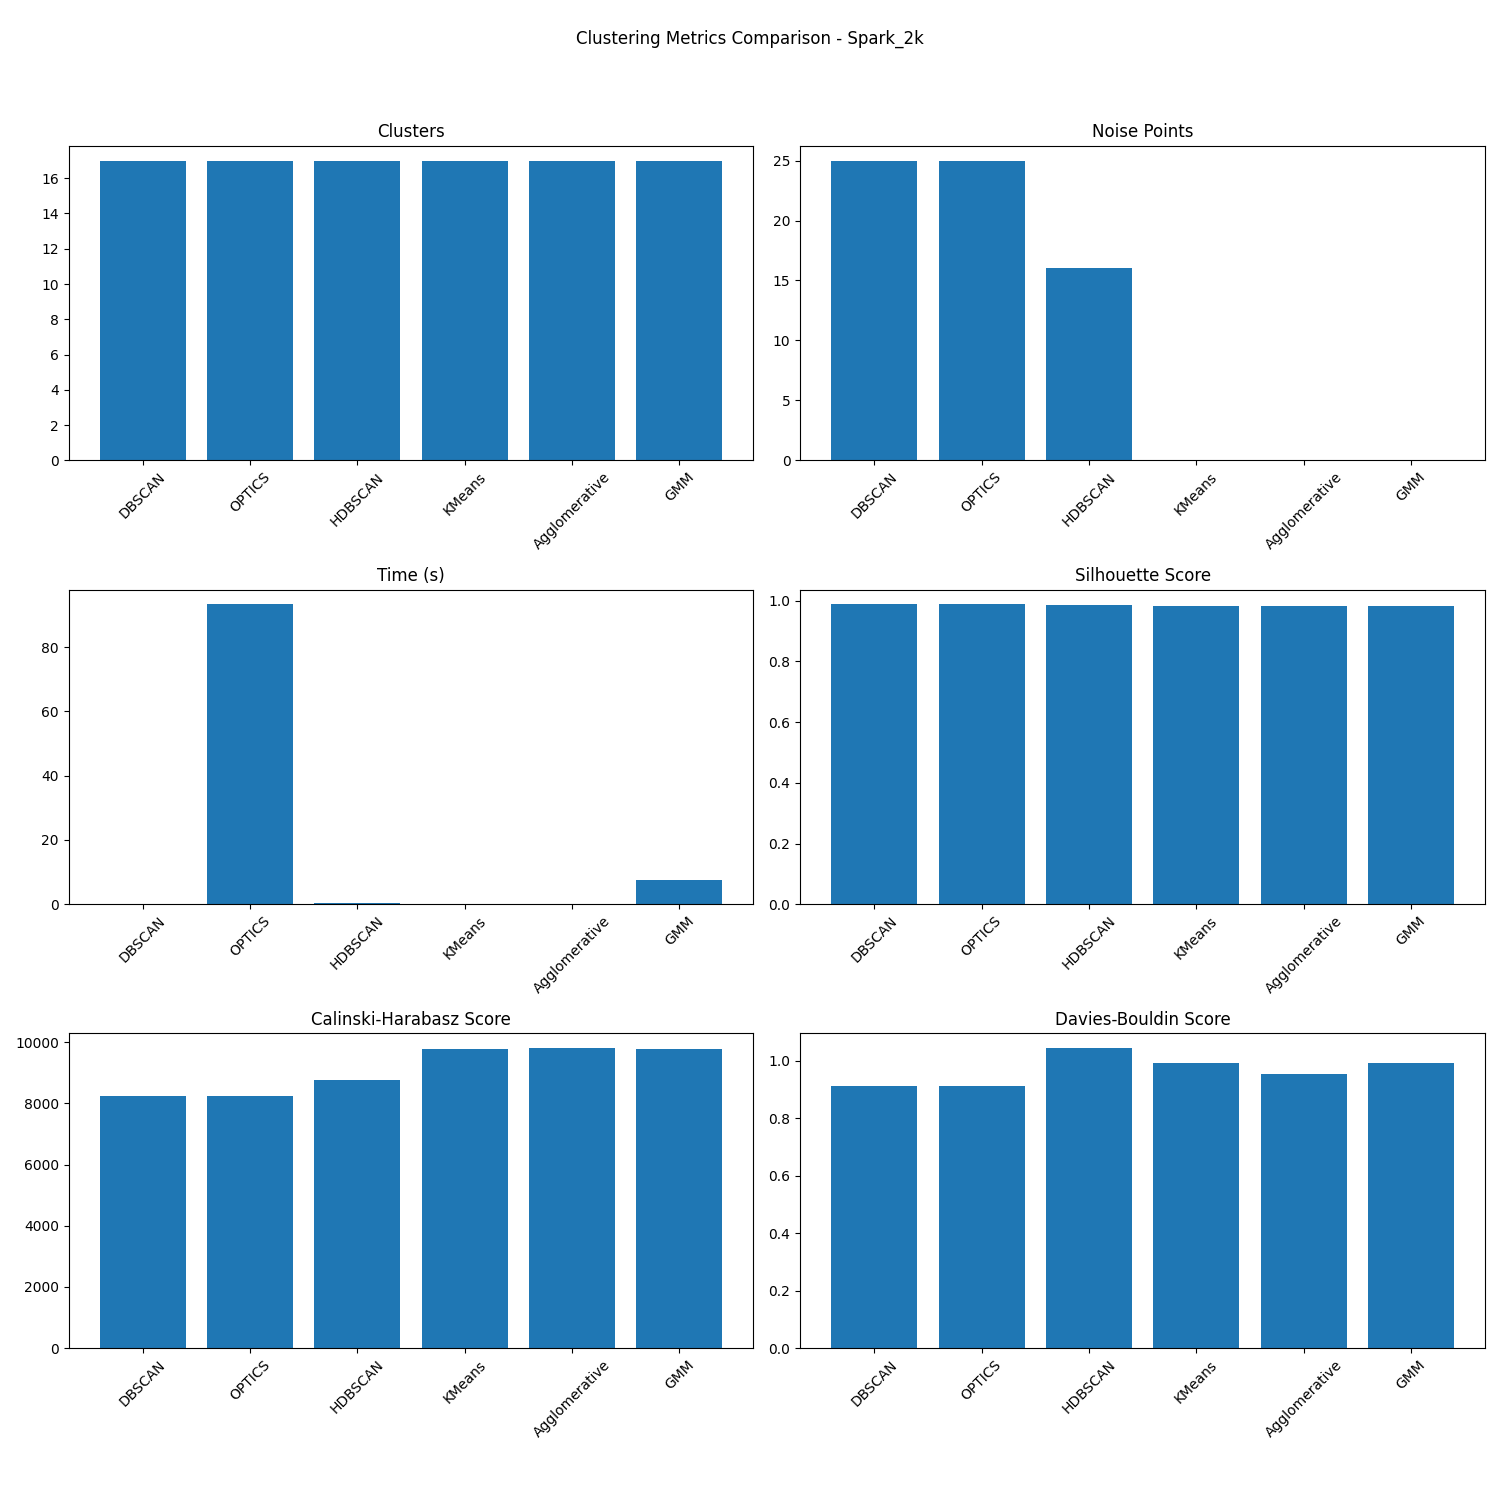 Clustering Metrics Comparison - Spark_2k
Clusters
16
14
12
10
8
6
4
2
0
DBSCAN
OPTICS
HDBSCAN
KMeans
Agglomerative
GMM
Noise Points
25
20
15
10
5
0
DBSCAN
OPTICS
HDBSCAN
KMeans
Agglomerative
GMM
Time (s)
80
60
40
20
0
DBSCAN
OPTICS
HDBSCAN
KMeans
Agglomerative
GMM
Silhouette Score
1.0
0.8
0.6
0.4
0.2
0.0
DBSCAN
OPTICS
HDBSCAN
KMeans
Agglomerative
GMM
Calinski-Harabasz Score
10000
8000
6000
4000
2000
0
DBSCAN
OPTICS
HDBSCAN
KMeans
Agglomerative
GMM
Davies-Bouldin Score
1.0
0.8
0.6
0.4
0.2
0.0
DBSCAN
OPTICS
HDBSCAN
KMeans
Agglomerative
GMM